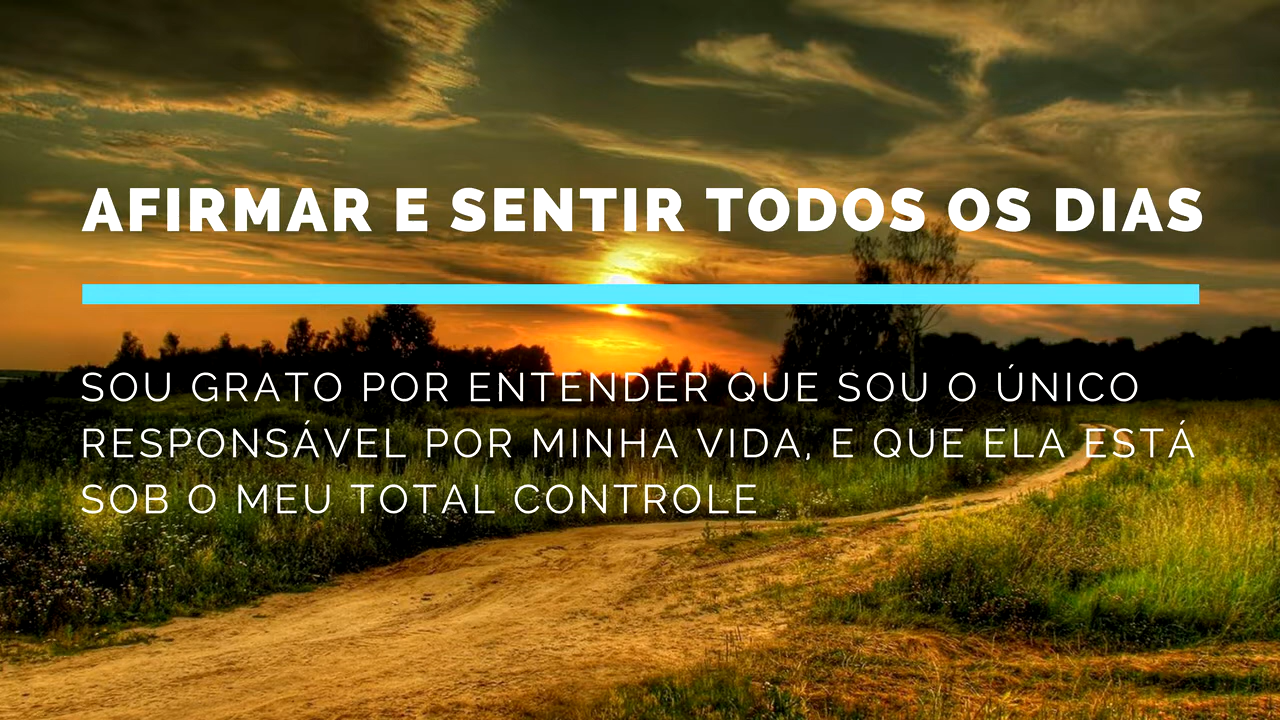 AFIRMAR E SENTIR TODOS OS DIAS
SOU GRATO POR ENTENDER QUE SOU O ÚNICO
RESPONSÁVEL POR MINHA VIDA, E QUE ELA ESTÁ
SOB O MEU TOTAL CONTROLE